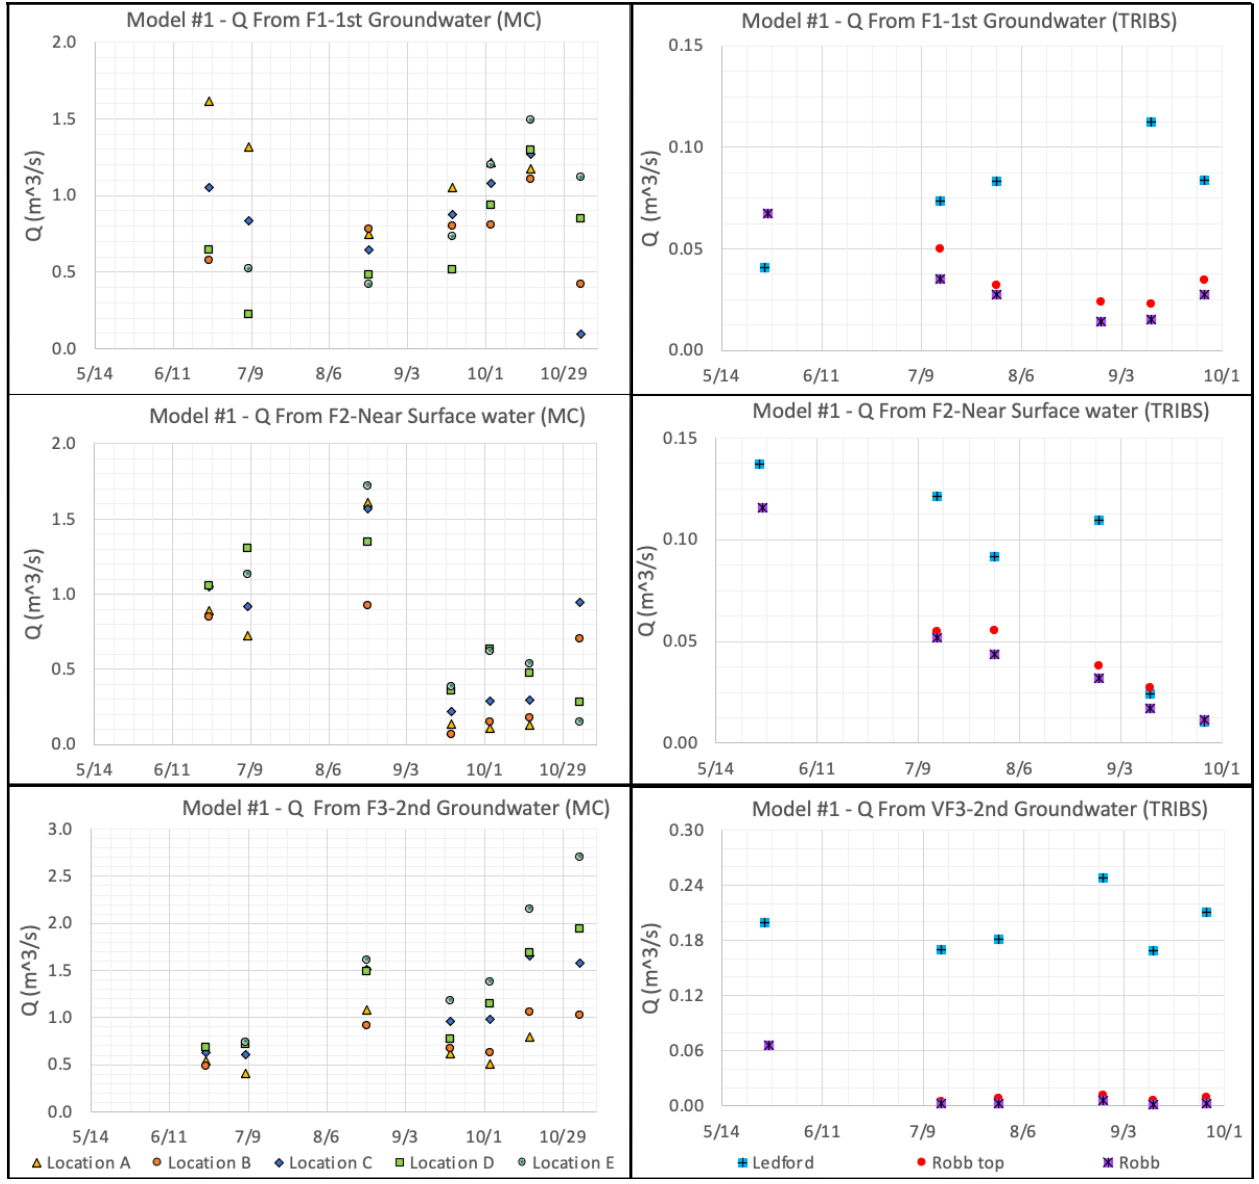 Model #1 - Q From F1-1st Groundwater (MC)
2.0
1.5
1.0
0.5
0.0
Q (m^3/s)
5/14 6/11 7/9 8/6 9/3 10/1 10/29
Model #1 - Q From F1-1st Groundwater (TRIBS)
0.15
0.10
0.05
0.00
Q (m^3/s)
5/14 6/11 7/9 8/6 9/3 10/1
Model #1 - Q From F2-Near Surface water (MC)
2.0
1.5
1.0
0.5
0.0
Q (m^3/s)
5/14 6/11 7/9 8/6 9/3 10/1 10/29
Model #1 - Q From F2-Near Surface water (TRIBS)
0.15
0.10
0.05
0.00
Q (m^3/s)
5/14 6/11 7/9 8/6 9/3 10/1
Model #1 - Q From F3-2nd Groundwater (MC)
3.0
2.5
2.0
1.5
1.0
0.5
0.0
Q (m^3/s)
5/14 6/11 7/9 8/6 9/3 10/1 10/29
Location A Location B Location C Location D Location E
Model #1 - Q From VF3-2nd Groundwater (TRIBS)
0.30
0.24
0.18
0.12
0.06
0.00
Q (m^3/s)
5/14 6/11 7/9 8/6 9/3 10/1
Ledford Robb top Robb